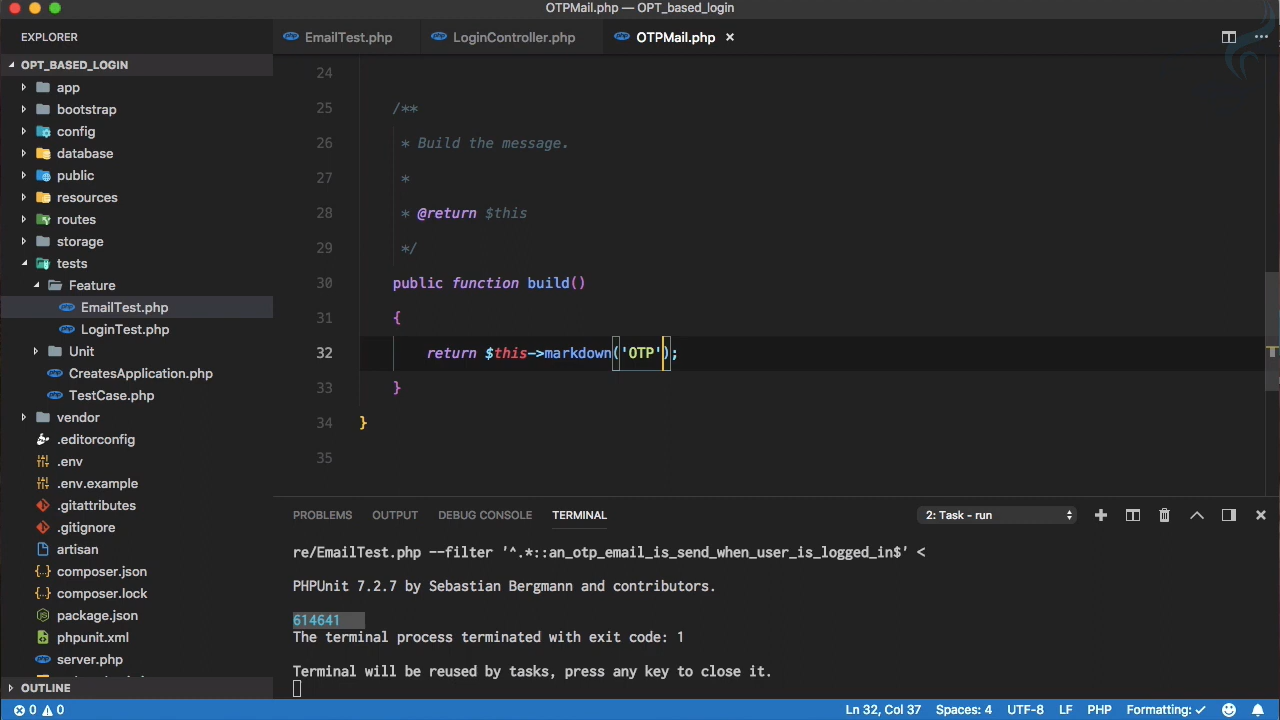 OTPMail.php — OPT_based_login
EXPLORER
EmailTest.php
LoginController.php
OTPMail.php ×
OPT_BASED_LOGIN
app
bootstrap
config
database
public
resources
routes
storage
tests
Feature
EmailTest.php
LoginTest.php
Unit
CreatesApplication.php
TestCase.php
vendor
.editorconfig
.env
.env.example
.gitattributes
.gitignore
artisan
composer.json
composer.lock
package.json
phpunit.xml
server.php
OUTLINE
24
25 /**
26 * Build the message.
27 *
28 * @return $this
29 */
30 public function build()
31 {
32 return $this->markdown('OTP');
33 }
34 }
35
PROBLEMS OUTPUT DEBUG CONSOLE TERMINAL 2: Task - run
re/EmailTest.php --filter '^.*::an_otp_email_is_send_when_user_is_logged_in$' <
PHPUnit 7.2.7 by Sebastian Bergmann and contributors.
614641
The terminal process terminated with exit code: 1
Terminal will be reused by tasks, press any key to close it.
0 0 Ln 32, Col 37 Spaces: 4 UTF-8 LF PHP Formatting: ✓